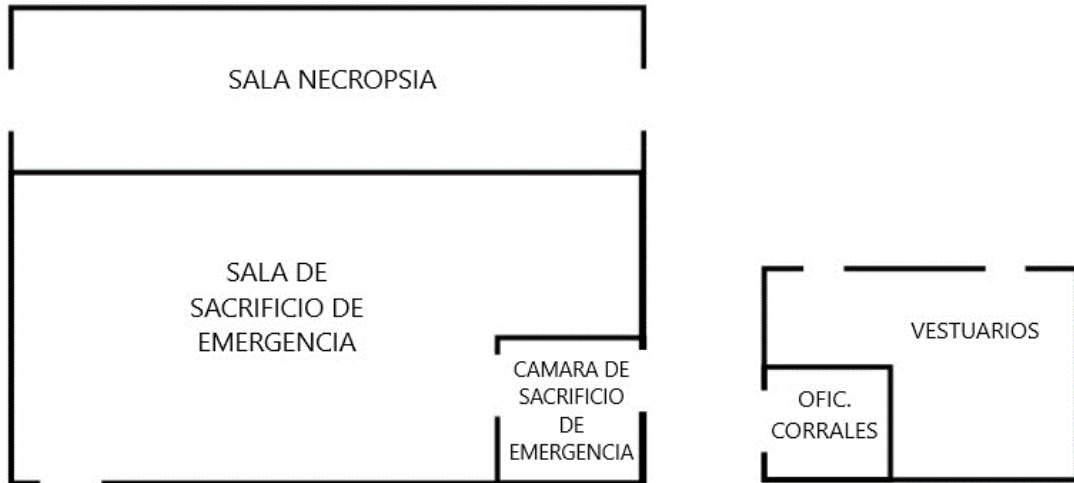 SALA NECROPSIA
SALA DE
SACRIFICIO DE
EMERGENCIA
CAMARA DE
SACRIFICIO
DE
EMERGENCIA
VESTUARIOS
OFIC.
CORRALES